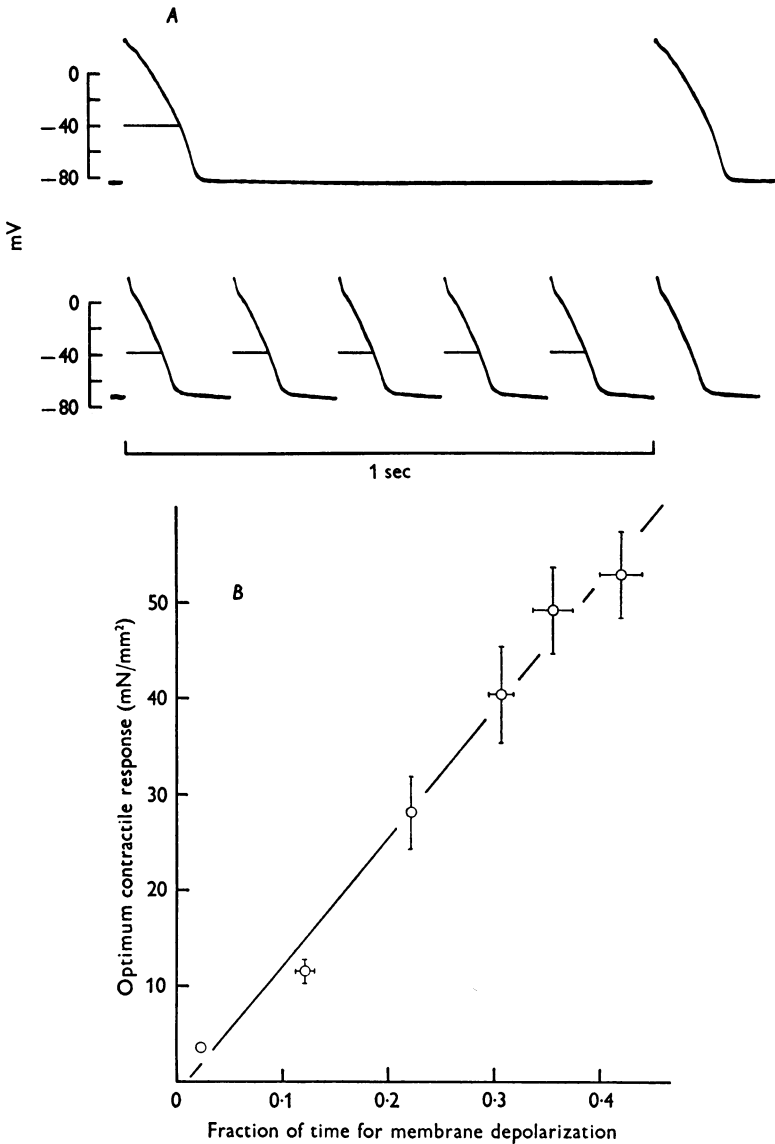 A
0
−40
−80
mV
0
−40
−80
1 sec
B
Optimum contractile response (mN/mm²)
50
40
30
20
10
0
0·1
0·2
0·3
0·4
Fraction of time for membrane depolarization